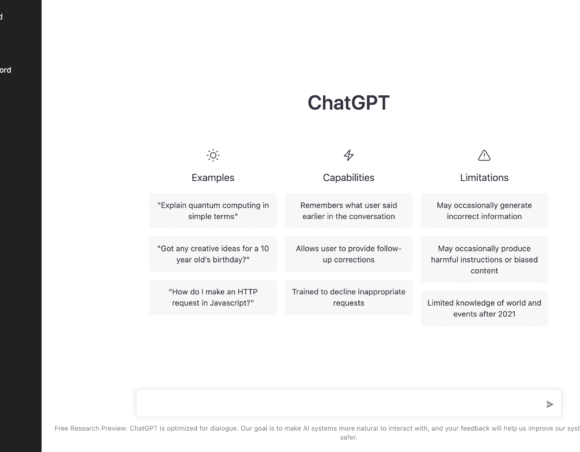 d
ord
ChatGPT
Examples
Capabilities
Limitations
"Explain quantum computing in
simple terms"
Remembers what user said
earlier in the conversation
May occasionally generate
incorrect information
"Got any creative ideas for a 10
year old's birthday?"
Allows user to provide follow-
up corrections
May occasionally produce
harmful instructions or biased
content
"How do I make an HTTP
request in Javascript?"
Trained to decline inappropriate
requests
Limited knowledge of world and
events after 2021
Free Research Preview: ChatGPT is optimized for dialogue. Our goal is to make AI systems more natural to interact with, and your feedback will help us improve our syst
safer.